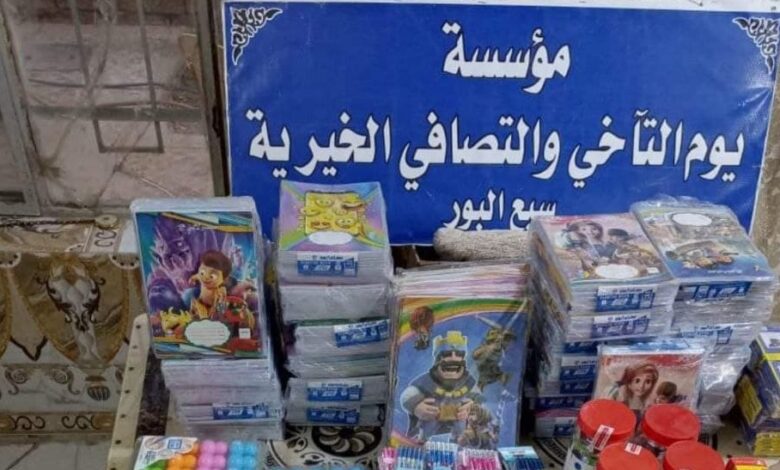 مؤسسة
يوم التآخي والتصافي الخيرية
سبع البور